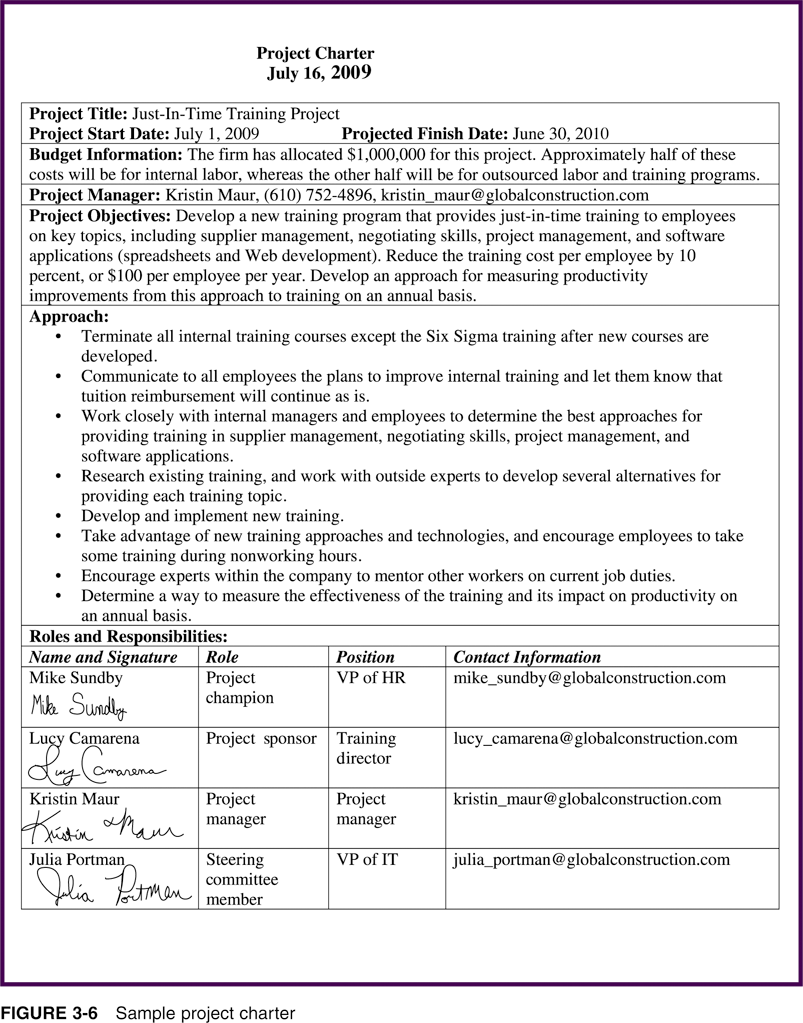 Project Charter
July 16, 2009
Project Title: Just-In-Time Training Project
Project Start Date: July 1, 2009 Projected Finish Date: June 30, 2010
Budget Information: The firm has allocated $1,000,000 for this project. Approximately half of these
costs will be for internal labor, whereas the other half will be for outsourced labor and training programs.
Project Manager: Kristin Maur, (610) 752-4896, kristin_maur@globalconstruction.com
Project Objectives: Develop a new training program that provides just-in-time training to employees
on key topics, including supplier management, negotiating skills, project management, and software
applications (spreadsheets and Web development). Reduce the training cost per employee by 10
percent, or $100 per employee per year. Develop an approach for measuring productivity
improvements from this approach to training on an annual basis.
Approach:
• Terminate all internal training courses except the Six Sigma training after new courses are
developed.
• Communicate to all employees the plans to improve internal training and let them know that
tuition reimbursement will continue as is.
• Work closely with internal managers and employees to determine the best approaches for
providing training in supplier management, negotiating skills, project management, and
software applications.
• Research existing training, and work with outside experts to develop several alternatives for
providing each training topic.
• Develop and implement new training.
• Take advantage of new training approaches and technologies, and encourage employees to take
some training during nonworking hours.
• Encourage experts within the company to mentor other workers on current job duties.
• Determine a way to measure the effectiveness of the training and its impact on productivity on
an annual basis.
Roles and Responsibilities:
Name and Signature Role Position Contact Information
Mike Sundby Project VP of HR mike_sundby@globalconstruction.com
champion
Mike Sundby
Lucy Camarena Project sponsor Training lucy_camarena@globalconstruction.com
director
Lucy Camarena
Kristin Maur Project Project kristin_maur@globalconstruction.com
manager manager
Kristin Maur
Julia Portman Steering VP of IT julia_portman@globalconstruction.com
committee
Julia Portman member
FIGURE 3-6 Sample project charter